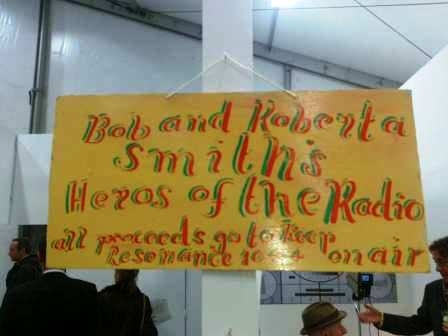 Bob and Roberta
Smith's
Heros of the Radio
all proceeds go to keep
Resonance 104.4 on air